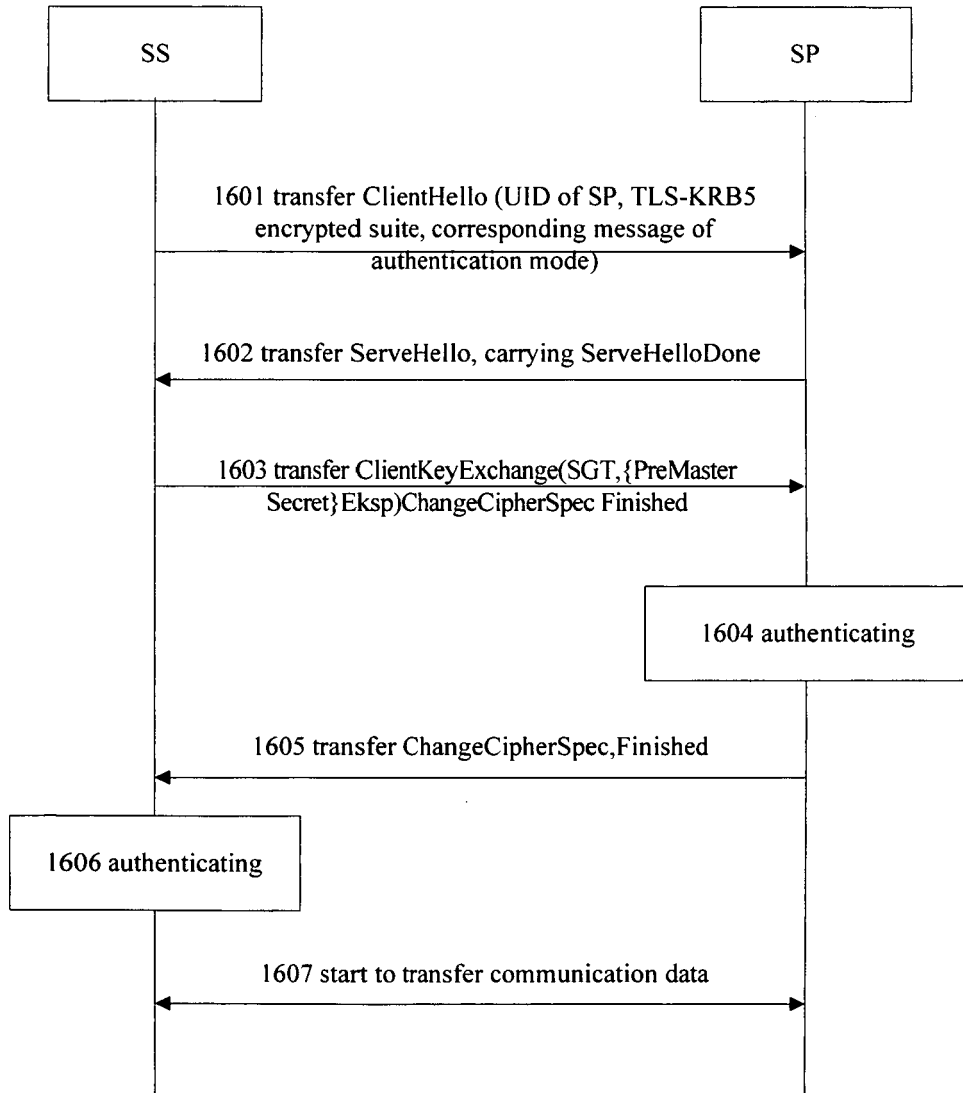 SS
SP
1601 transfer ClientHello (UID of SP, TLS-KRB5
encrypted suite, corresponding message of
authentication mode)
1602 transfer ServeHello, carrying ServeHelloDone
1603 transfer ClientKeyExchange(SGT,{PreMaster
Secret}Eksp)ChangeCipherSpec Finished
1604 authenticating
1605 transfer ChangeCipherSpec,Finished
1606 authenticating
1607 start to transfer communication data